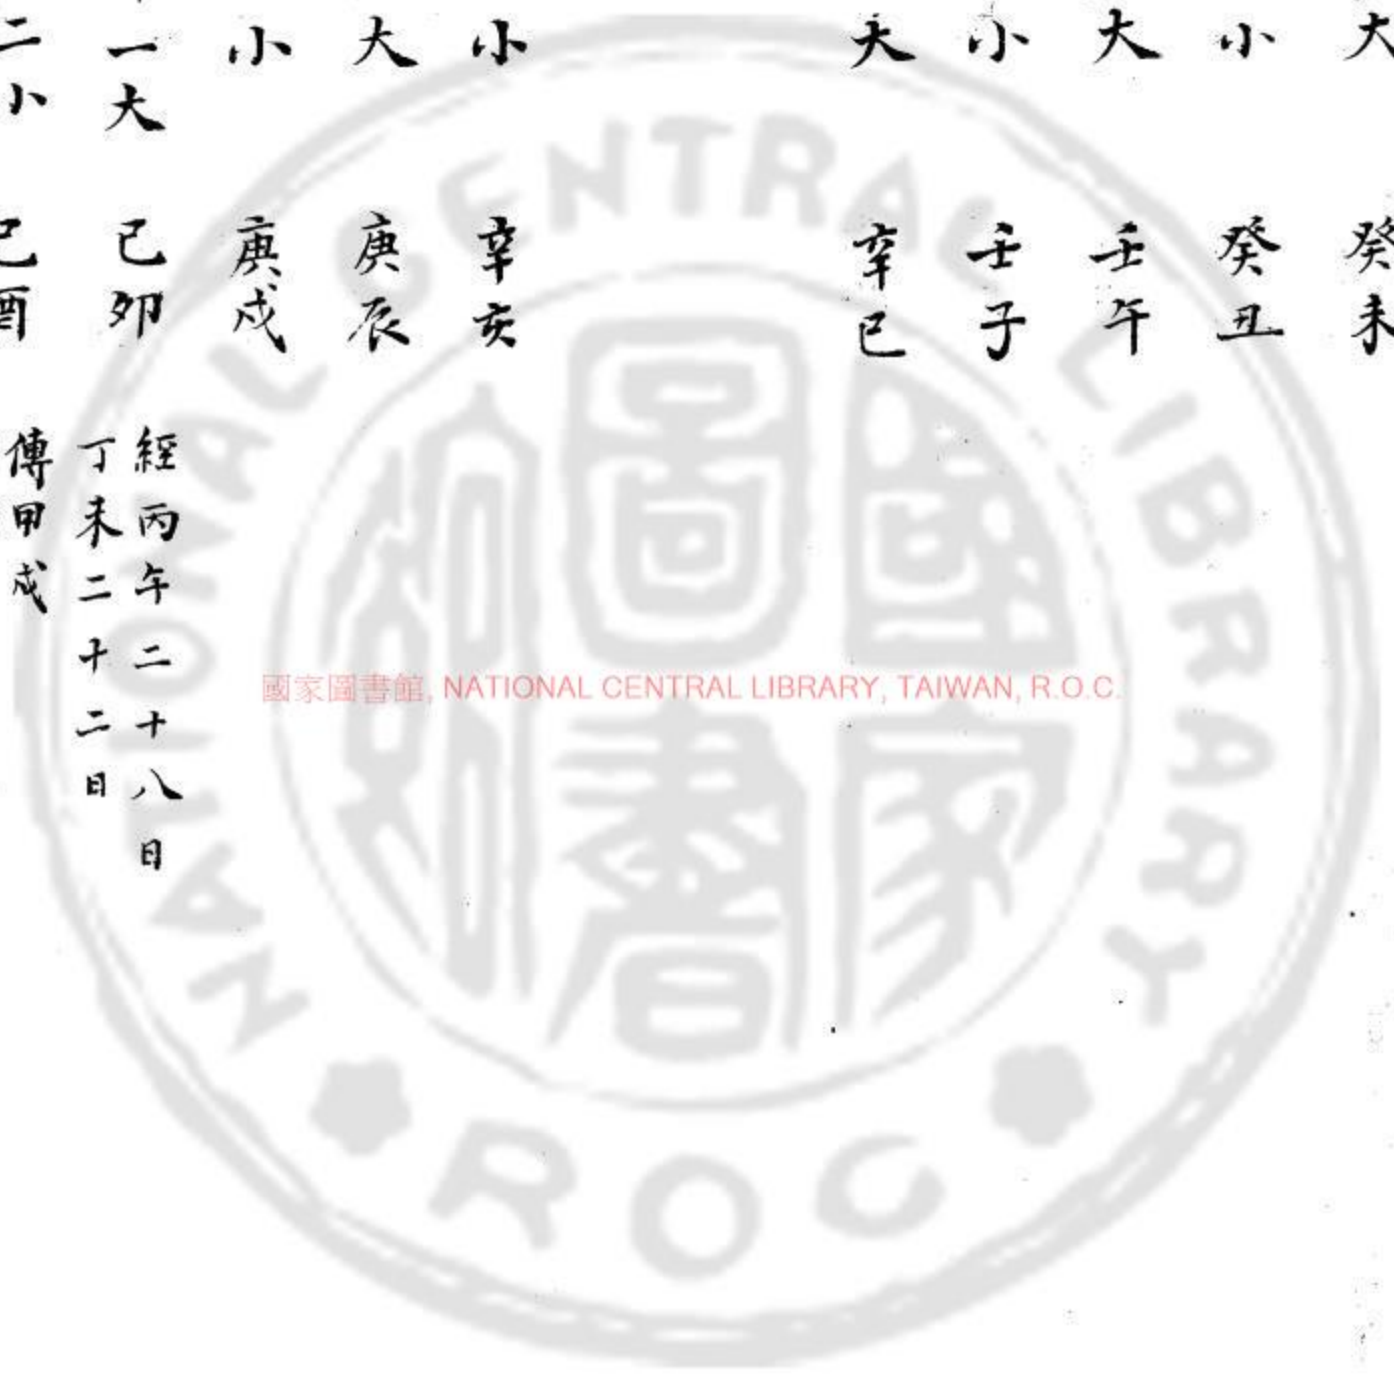 大 癸未
小 癸丑
大 壬午
小 壬子
大 辛巳
小 辛亥
大 庚辰
小 庚戌
一大 己卯 經丙午二十八日
丁未二十二日
二小 己酉 傳甲戌
國家圖書館, NATIONAL CENTRAL LIBRARY, TAIWAN, R.O.C.
NATIONAL CENTRAL LIBRARY
ROC
國家圖書館